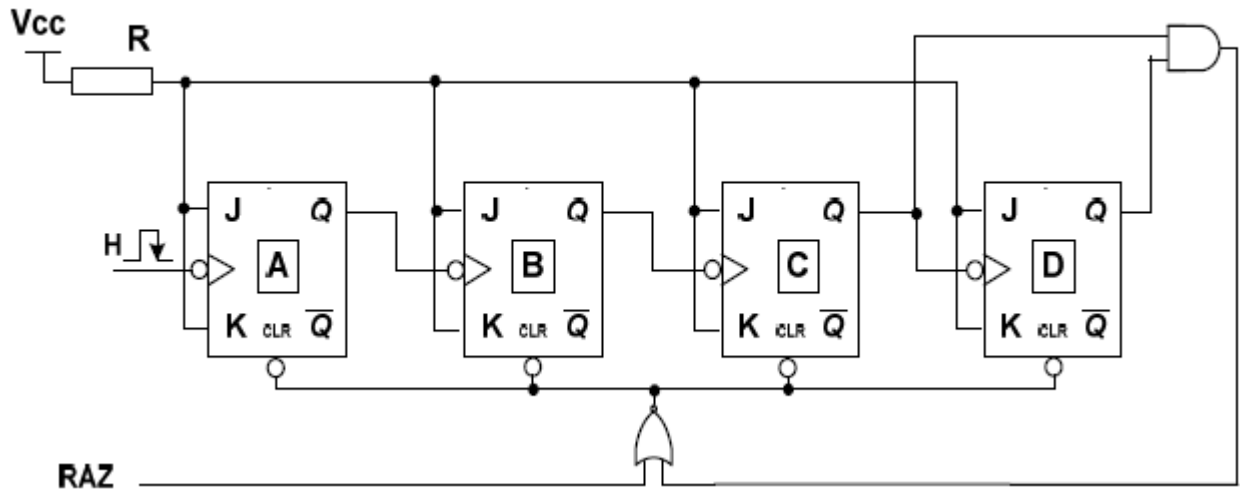 Vcc
R
J Q J Q J Q J Q
H A B C D
K CLR Q K CLR Q K CLR Q K CLR Q
RAZ